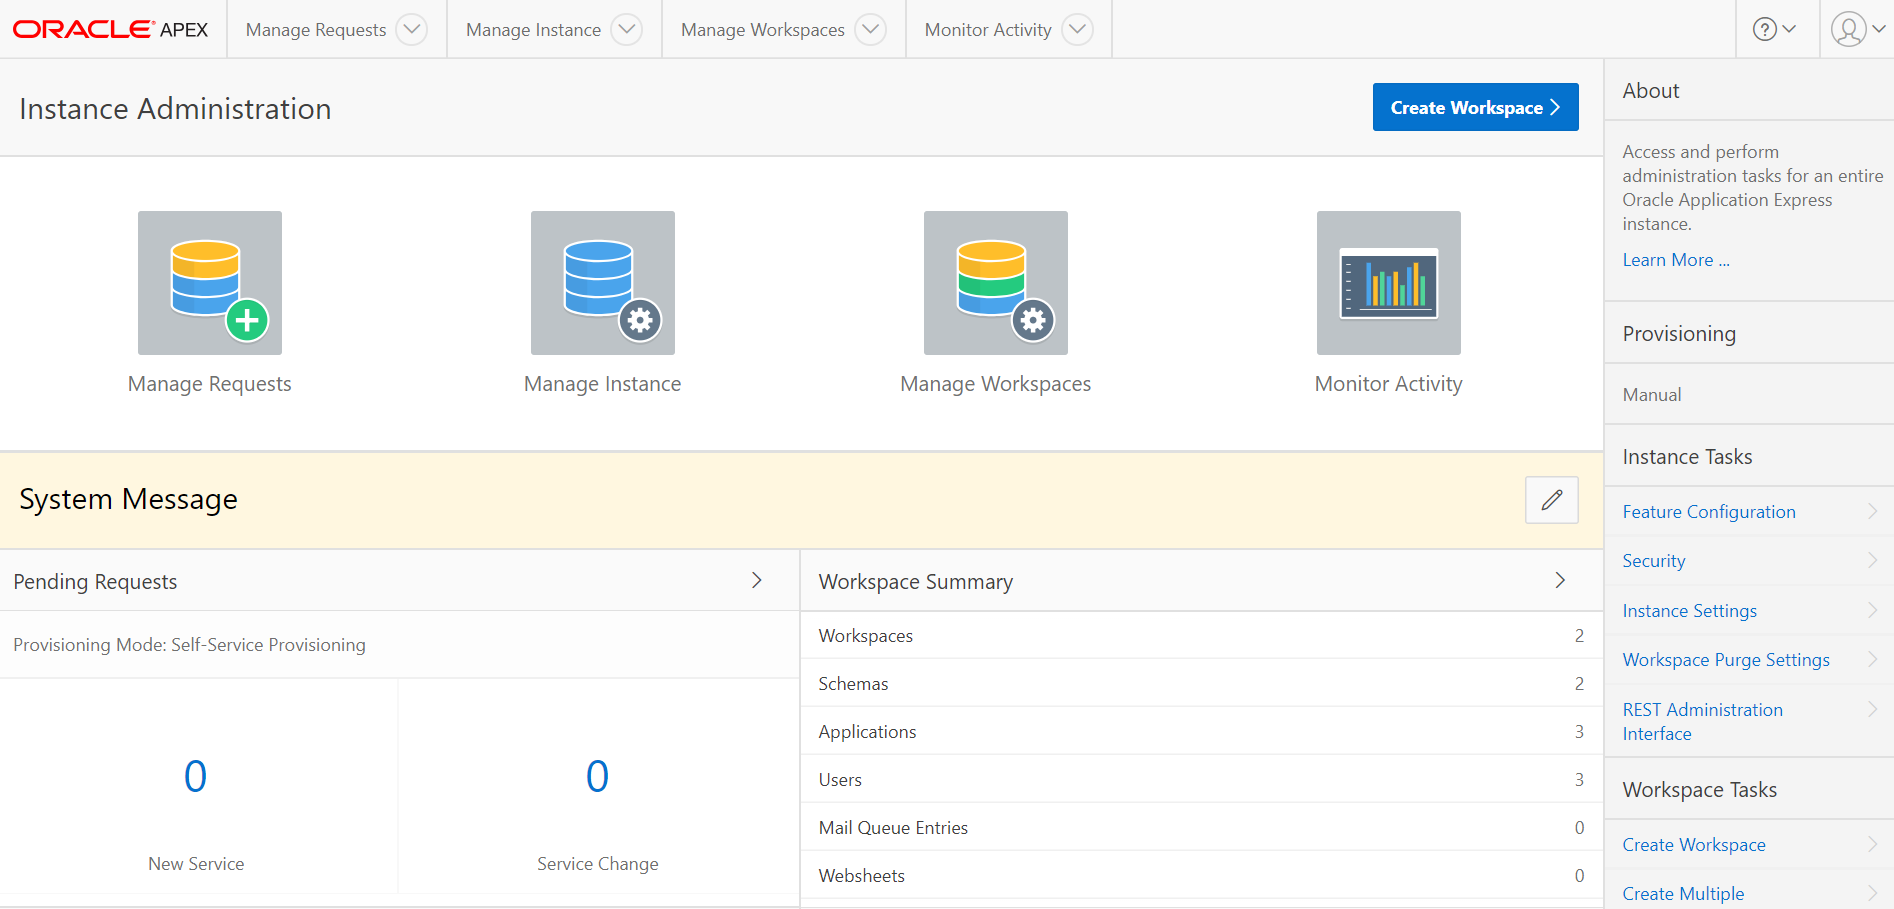 ORACLE® APEX
Manage Requests
Manage Instance
Manage Workspaces
Monitor Activity
Instance Administration
Create Workspace
Manage Requests
Manage Instance
Manage Workspaces
Monitor Activity
System Message
Pending Requests
Provisioning Mode: Self-Service Provisioning
0
New Service
0
Service Change
Workspace Summary
Workspaces 2
Schemas 2
Applications 3
Users 3
Mail Queue Entries 0
Websheets 0
About
Access and perform
administration tasks for an entire
Oracle Application Express
instance.
Learn More ...
Provisioning
Manual
Instance Tasks
Feature Configuration
Security
Instance Settings
Workspace Purge Settings
REST Administration
Interface
Workspace Tasks
Create Workspace
Create Multiple